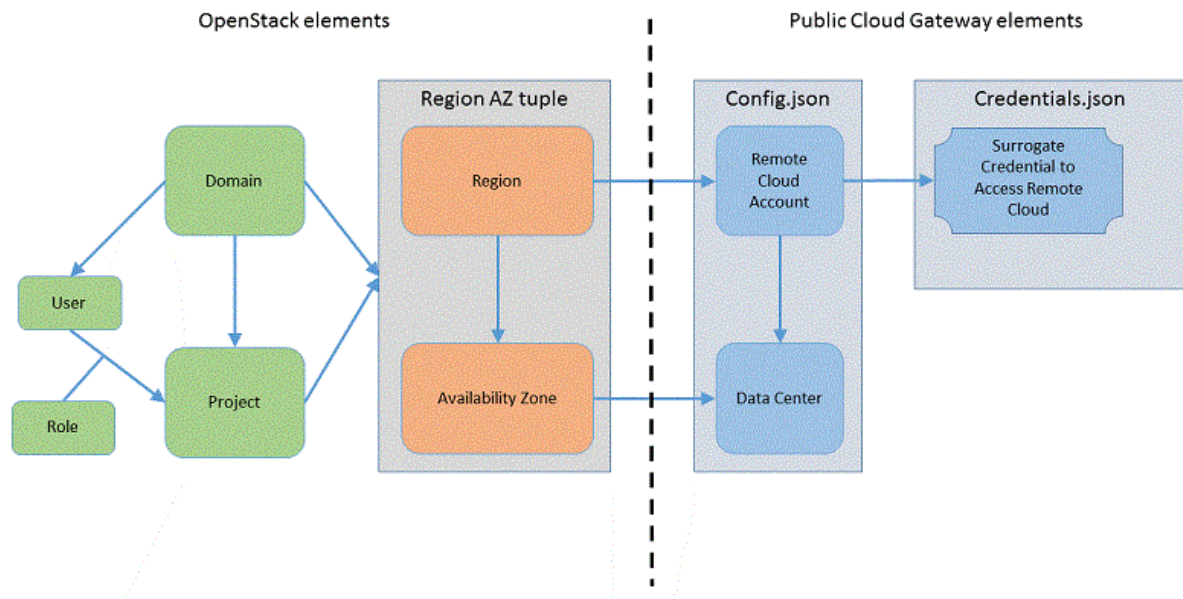 OpenStack elements
Public Cloud Gateway elements
Region AZ tuple
Config.json
Credentials.json
Domain
Region
Remote
Cloud
Account
Surrogate
Credential to
Access Remote
Cloud
User
Project
Role
Availability Zone
Data Center